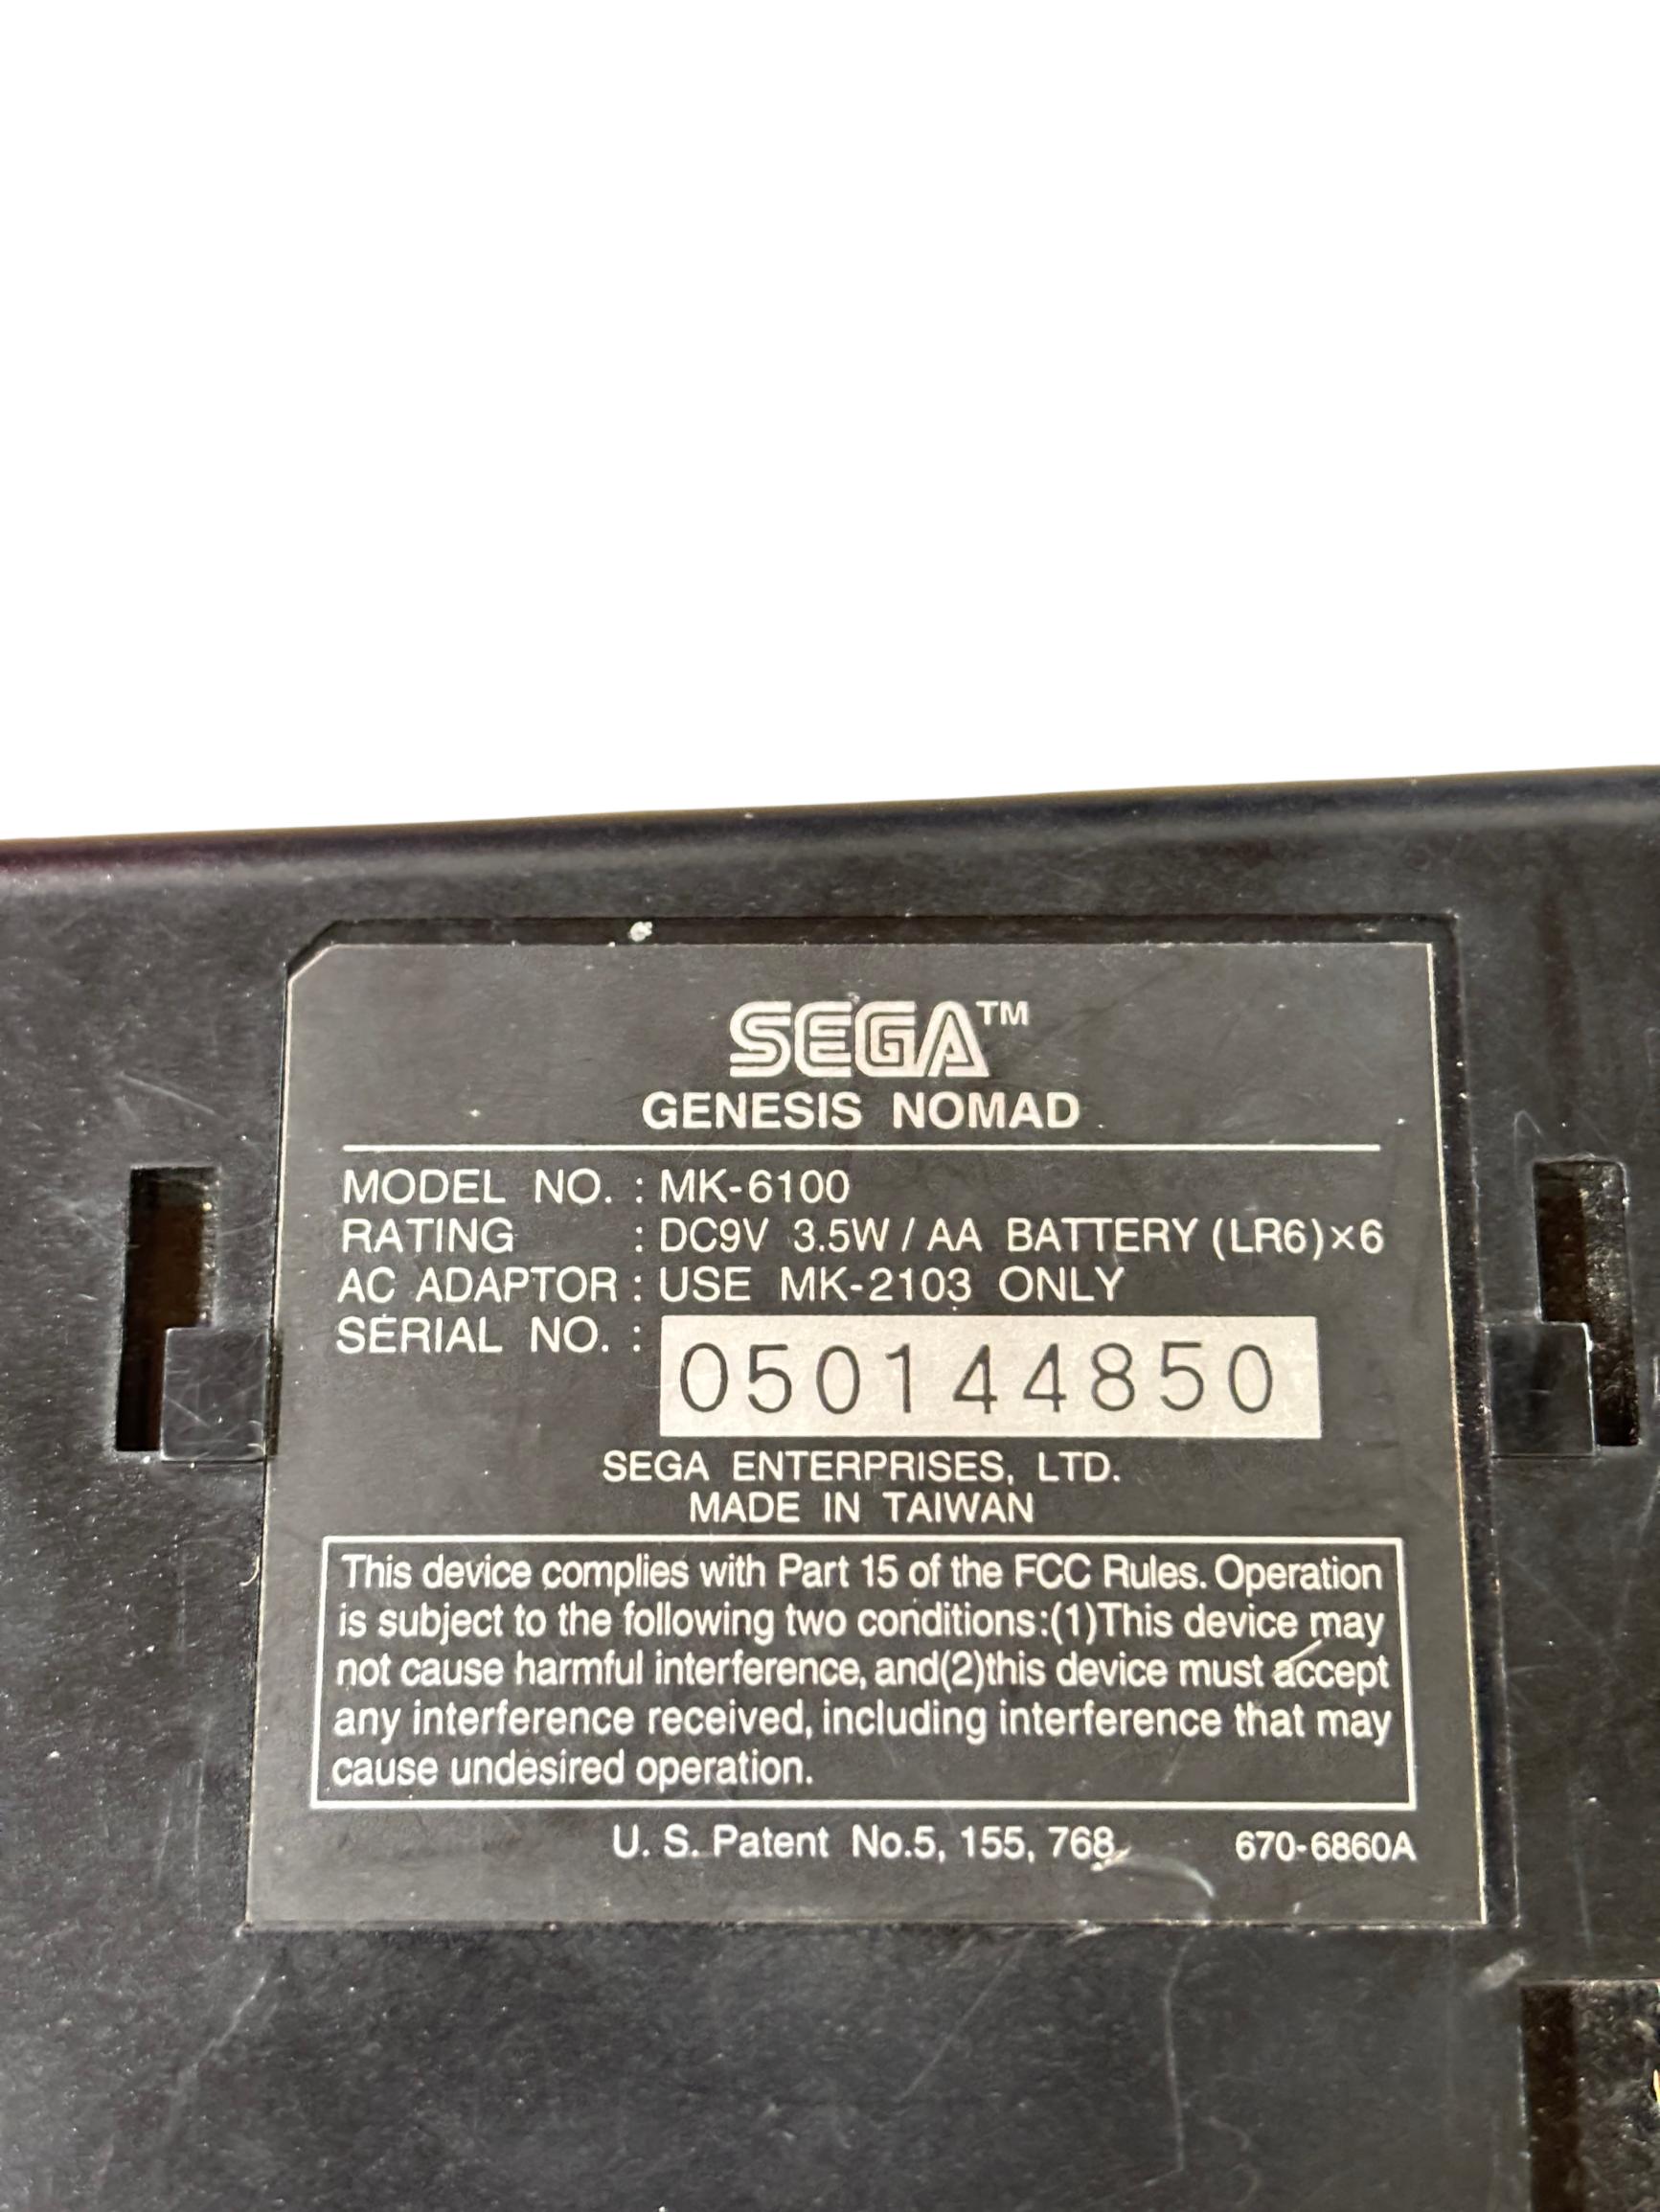 SEGA™
GENESIS NOMAD
MODEL NO. : MK-6100
RATING : DC9V 3.5W / AA BATTERY (LR6)×6
AC ADAPTOR : USE MK-2103 ONLY
SERIAL NO. : 050144850
SEGA ENTERPRISES, LTD.
MADE IN TAIWAN
This device complies with Part 15 of the FCC Rules. Operation
is subject to the following two conditions:(1)This device may
not cause harmful interference, and(2)this device must accept
any interference received, including interference that may
cause undesired operation.
U. S. Patent No.5, 155, 768 670-6860A